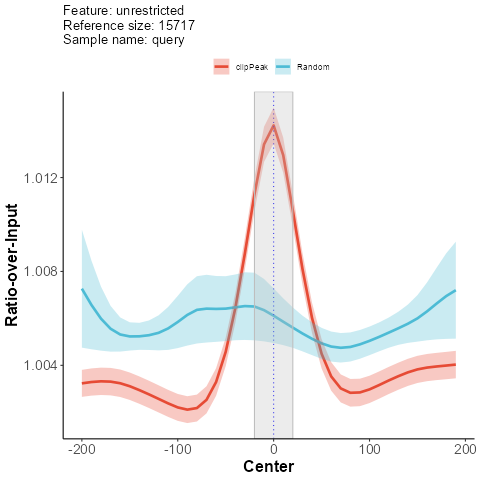 Feature: unrestricted
Reference size: 15717
Sample name: query
clipPeak Random
1.012
1.008
1.004
Ratio-over-Input
-200 -100 0 100 200
Center